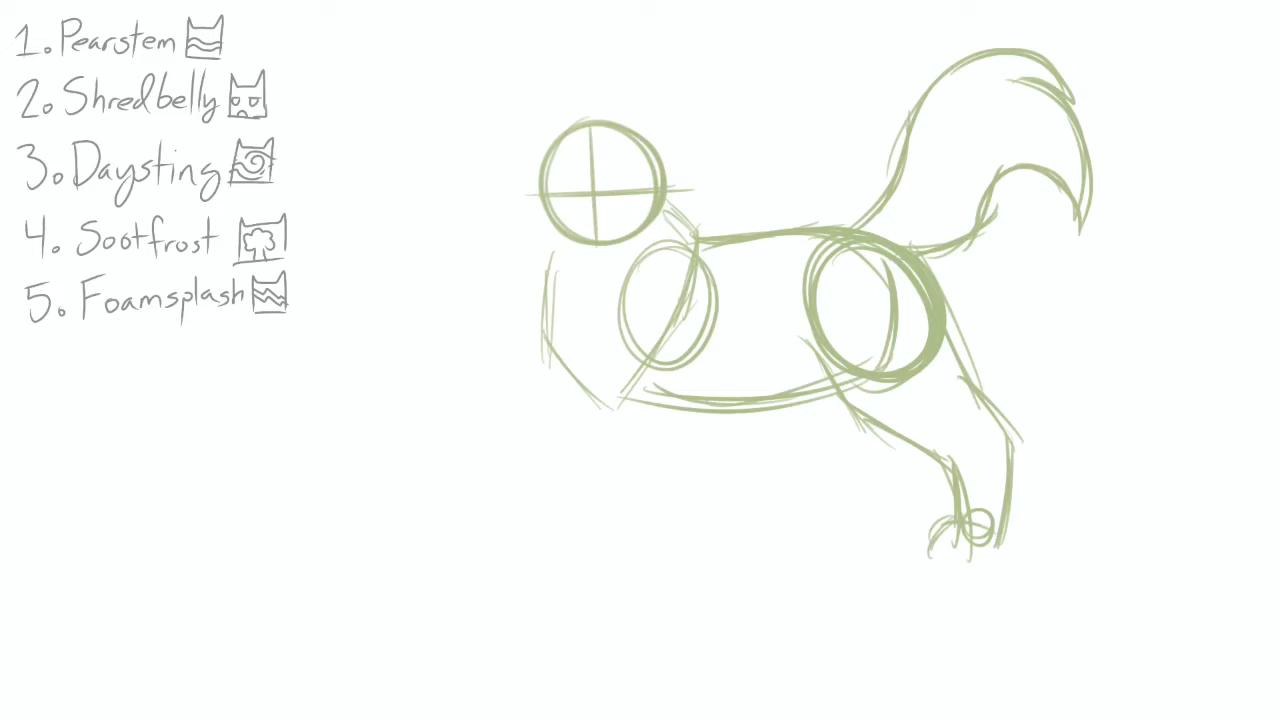 1. Pearstem
2. Shredbelly
3. Daysting
4. Sootfrost
5. Foamsplash